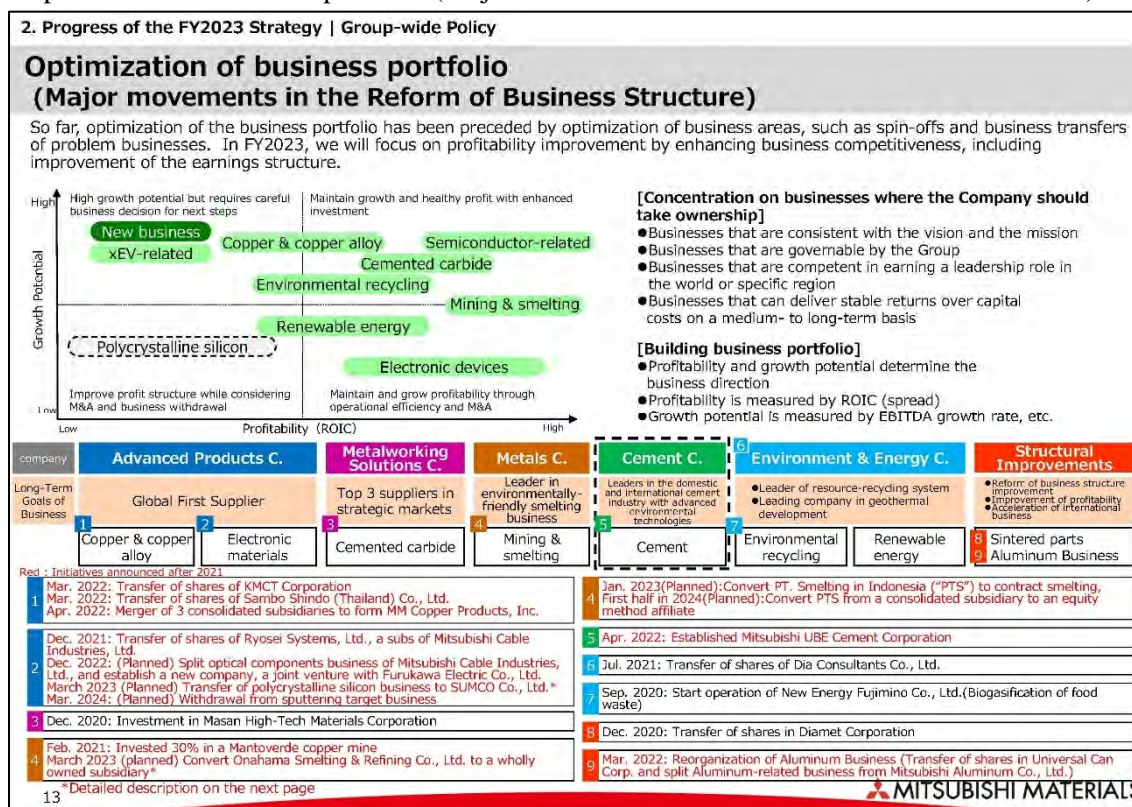 2. Progress of the FY2023 Strategy | Group-wide Policy
Optimization of business portfolio
(Major movements in the Reform of Business Structure)
So far, optimization of the business portfolio has been preceded by optimization of business areas, such as spin-offs and business transfers
of problem businesses. In FY2023, we will focus on profitability improvement by enhancing business competitiveness, including
improvement of the earnings structure.
High
High growth potential but requires careful
business decision for next steps
Maintain growth and healthy profit with enhanced
investment
New business
xEV-related
Copper & copper alloy
Semiconductor-related
Cemented carbide
Environmental recycling
Mining & smelting
Renewable energy
Polycrystalline silicon
Electronic devices
Growth Potential
Improve profit structure while considering
M&A and business withdrawal
Maintain and grow profitability through
operational efficiency and M&A
Low
Low
Profitability (ROIC)
High
[Concentration on businesses where the Company should
take ownership]
●Businesses that are consistent with the vision and the mission
●Businesses that are governable by the Group
●Businesses that are competent in earning a leadership role in
the world or specific region
●Businesses that can deliver stable returns over capital
costs on a medium- to long-term basis
[Building business portfolio]
●Profitability and growth potential determine the
business direction
●Profitability is measured by ROIC (spread)
●Growth potential is measured by EBITDA growth rate, etc.
company
Advanced Products C.
Metalworking
Solutions C.
Metals C.
Cement C.
6
Environment & Energy C.
Structural
Improvements
Long-Term
Goals of
Business
Global First Supplier
Top 3 suppliers in
strategic markets
Leader in
environmentally-
friendly smelting
business
Leaders in the domestic
and international cement
industry with advanced
environmental
technologies
●Leader of resource-recycling system
●Leading company in geothermal
development
●Reform of business structure
improvement
●Improvement of profitability
●Acceleration of international
business
1
Copper & copper
alloy
2
Electronic
materials
3
Cemented carbide
4
Mining &
smelting
5
Cement
7
Environmental
recycling
Renewable
energy
8 Sintered parts
9 Aluminum Business
Red : Initiatives announced after 2021
1
Mar. 2022: Transfer of shares of KMCT Corporation
Mar. 2022: Transfer of shares of Sambo Shindo (Thailand) Co., Ltd.
Apr. 2022: Merger of 3 consolidated subsidiaries to form MM Copper Products, Inc.
2
Dec. 2021: Transfer of shares of Ryosei Systems, Ltd., a subs of Mitsubishi Cable
Industries, Ltd.
Dec. 2022: (Planned) Split optical components business of Mitsubishi Cable Industries,
Ltd., and establish a new company, a joint venture with Furukawa Electric Co., Ltd.
March 2023 (Planned) Transfer of polycrystalline silicon business to SUMCO Co., Ltd.*
Mar. 2024: (Planned) Withdrawal from sputtering target business
3 Dec. 2020: Investment in Masan High-Tech Materials Corporation
4
Feb. 2021: Invested 30% in a Mantoverde copper mine
March 2023 (planned) Convert Onahama Smelting & Refining Co., Ltd. to a wholly
owned subsidiary*
4
Jan. 2023(Planned):Convert PT. Smelting in Indonesia ("PTS") to contract smelting,
First half in 2024(Planned):Convert PTS from a consolidated subsidiary to an equity
method affiliate
5 Apr. 2022: Established Mitsubishi UBE Cement Corporation
6 Jul. 2021: Transfer of shares of Dia Consultants Co., Ltd.
7
Sep. 2020: Start operation of New Energy Fujimino Co., Ltd.(Biogasification of food
waste)
8 Dec. 2020: Transfer of shares in Diamet Corporation
9
Mar. 2022: Reorganization of Aluminum Business (Transfer of shares in Universal Can
Corp. and split Aluminum-related business from Mitsubishi Aluminum Co., Ltd.)
*Detailed description on the next page
13
MITSUBISHI MATERIALS